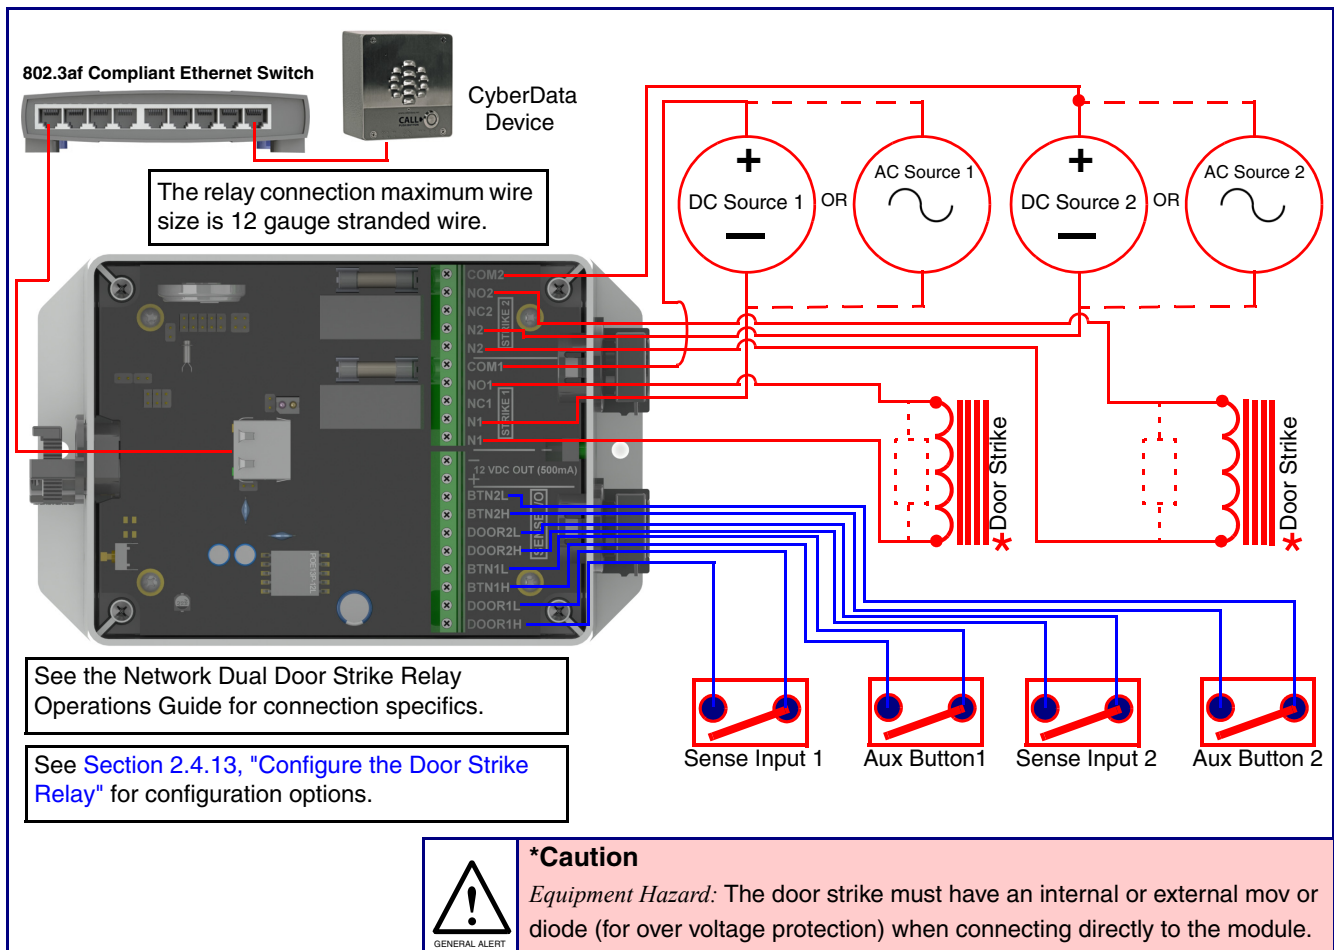 802.3af Compliant Ethernet Switch
CALL
CyberData
Device
The relay connection maximum wire
size is 12 gauge stranded wire.
+
DC Source 1
—
OR
AC Source 1
+
DC Source 2
—
OR
AC Source 2
COM2
NO2
NC2
N2
N2
STRIKE 2
COM1
NO1
NC1
N1
N1
STRIKE 1
−
+
12 VDC OUT (500mA)
BTN2L
BTN2H
DOOR2L
DOOR2H
BTN1L
BTN1H
DOOR1L
DOOR1H
*Door Strike
*Door Strike
See the Network Dual Door Strike Relay
Operations Guide for connection specifics.
See Section 2.4.13, "Configure the Door Strike
Relay" for configuration options.
Sense Input 1
Aux Button1
Sense Input 2
Aux Button 2
GENERAL ALERT
*Caution
Equipment Hazard: The door strike must have an internal or external mov or
diode (for over voltage protection) when connecting directly to the module.